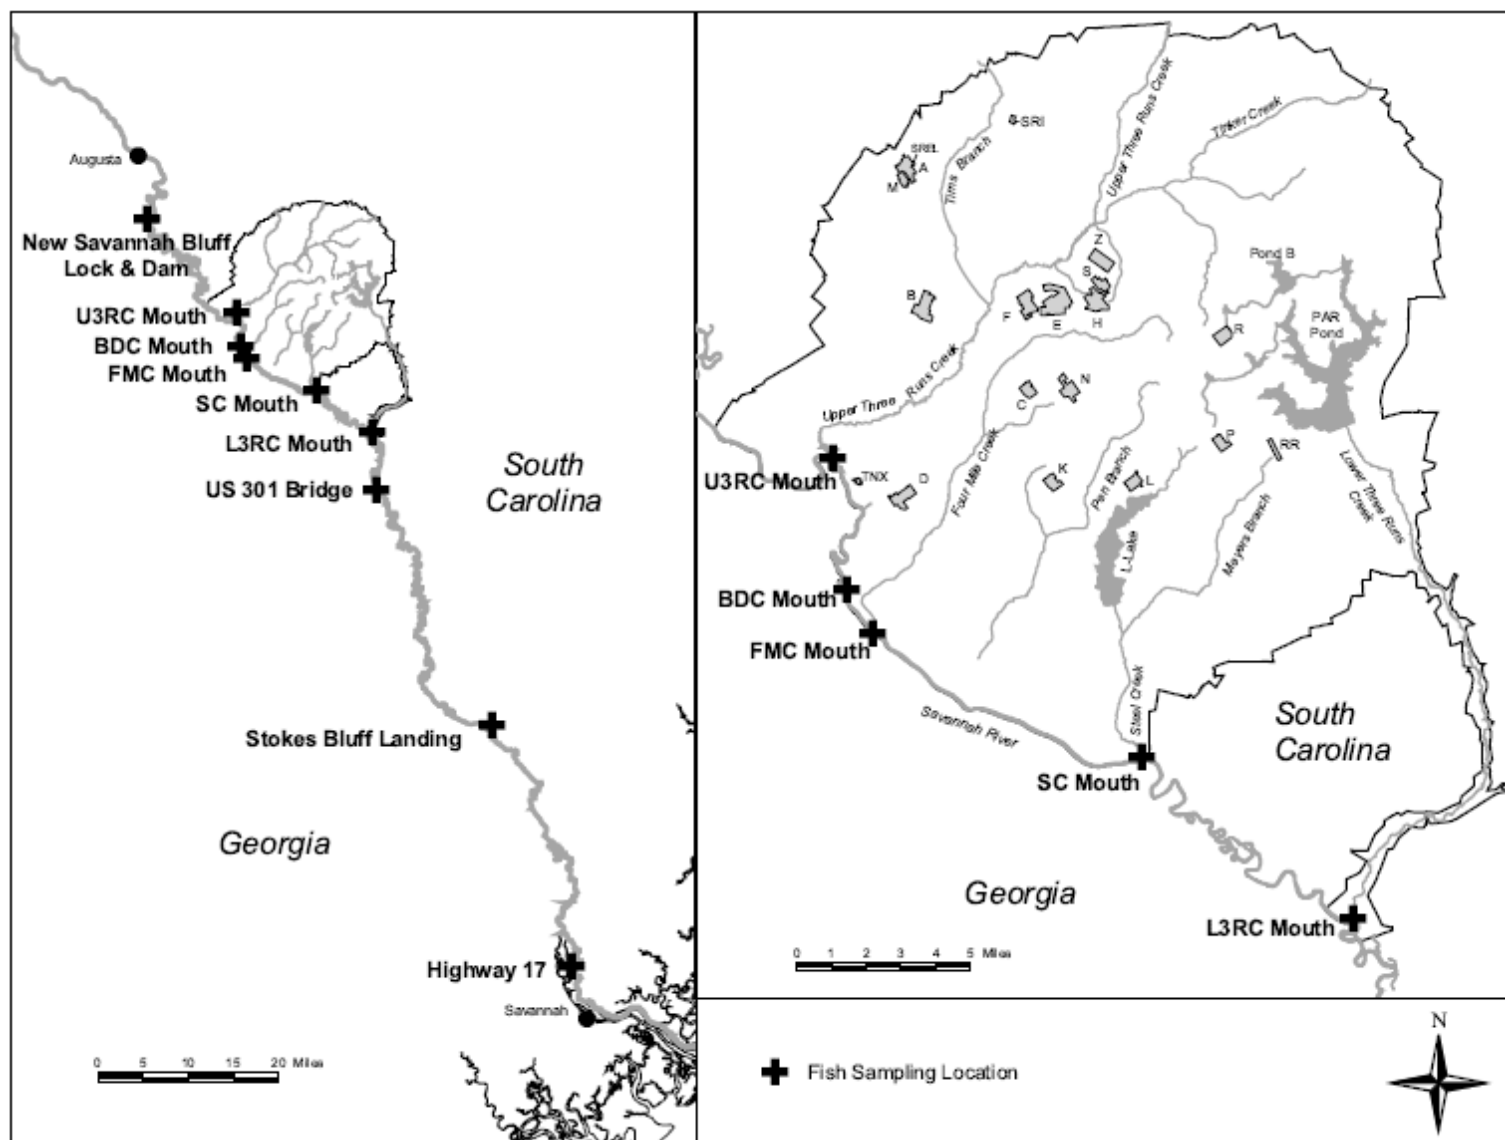 Augusta
New Savannah Bluff
Lock & Dam
U3RC Mouth
BDC Mouth
FMC Mouth
SC Mouth
L3RC Mouth
US 301 Bridge
South
Carolina
Stokes Bluff Landing
Georgia
Highway 17
Savannah
0 5 10 15 20 Miles
SRI
SREL
A
M
Tims Branch
Upper Three Runs Creek
Tinker Creek
Z
S
B
F
E
H
Pond B
PAR
Pond
R
Upper Three Runs Creek
C
N
P
RR
U3RC Mouth
TNX
D
Four Mile Creek
K
Pen Branch
L
L-Lake
Meyers Branch
Lower Three Runs
Creek
BDC Mouth
FMC Mouth
Savannah River
Steel Creek
SC Mouth
South
Carolina
Georgia
L3RC Mouth
0 1 2 3 4 5 Miles
N
Fish Sampling Location